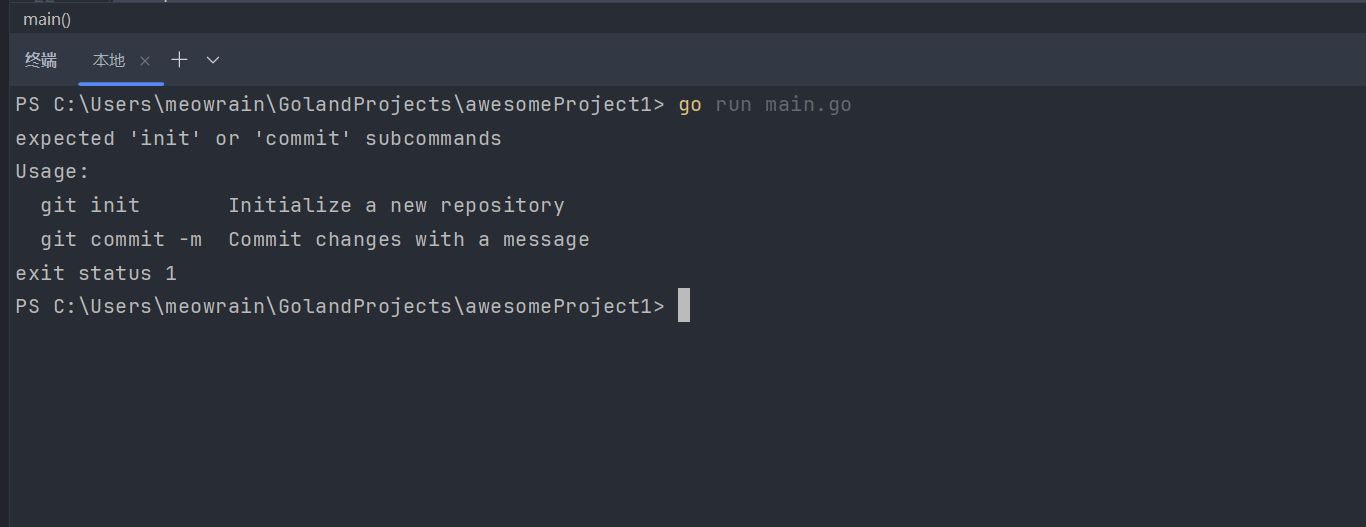 main()
终端 本地
PS C:\Users\meowrain\GolandProjects\awesomeProject1> go run main.go
expected 'init' or 'commit' subcommands
Usage:
  git init       Initialize a new repository
  git commit -m  Commit changes with a message
exit status 1
PS C:\Users\meowrain\GolandProjects\awesomeProject1>